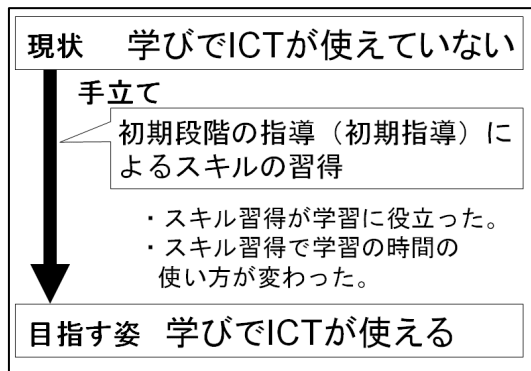 現状 学びでICTが使えていない
手立て
初期段階の指導（初期指導）に
よるスキルの習得
・スキル習得が学習に役立った。
・スキル習得で学習の時間の
使い方が変わった。
目指す姿 学びでICTが使える